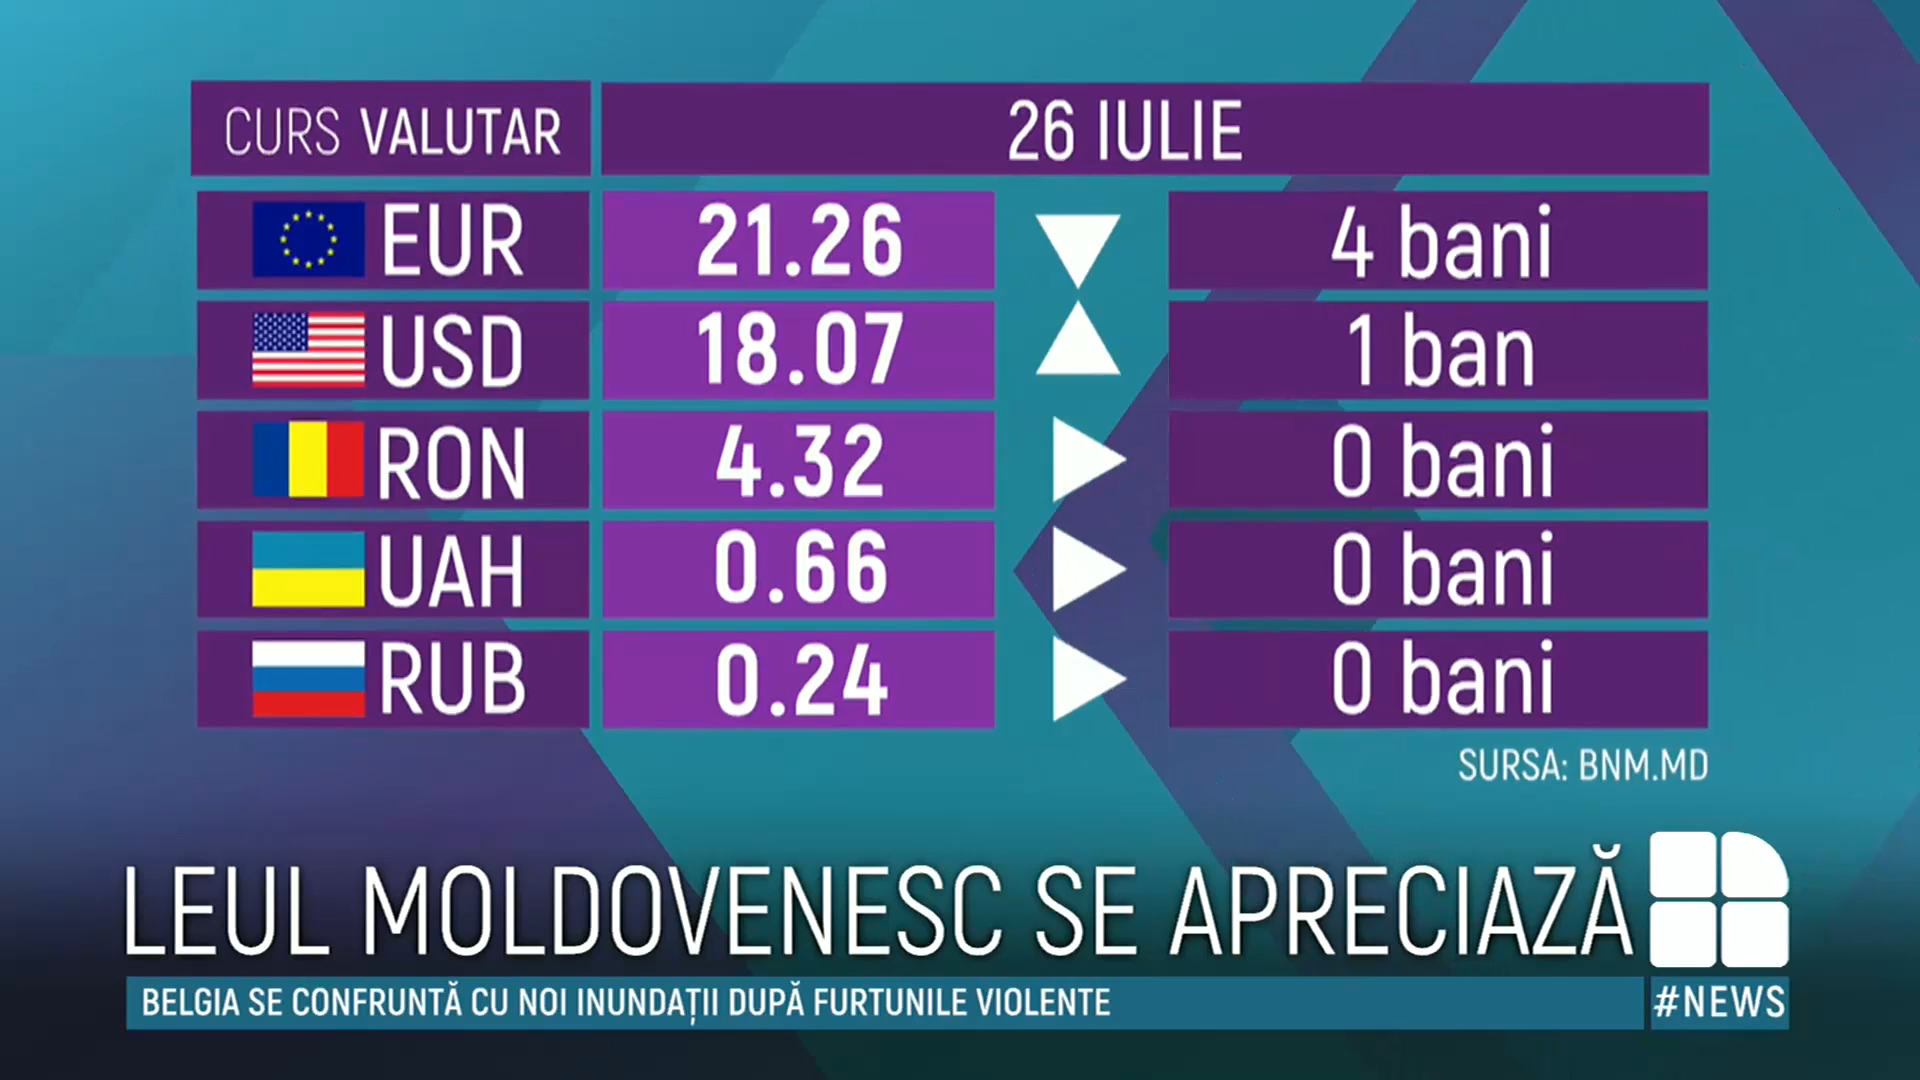 CURS VALUTAR 26 IULIE
EUR 21.26 4 bani
USD 18.07 1 ban
RON 4.32 0 bani
UAH 0.66 0 bani
RUB 0.24 0 bani
SURSA: BNM.MD
LEUL MOLDOVENESC SE APRECIAZĂ
BELGIA SE CONFRUNTĂ CU NOI INUNDAȚII DUPĂ FURTUNILE VIOLENTE #NEWS